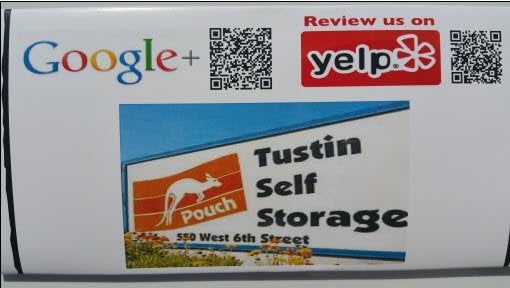 Review us on
Google+
yelp
Tustin
Self
Storage
Pouch
550 West 6th Street